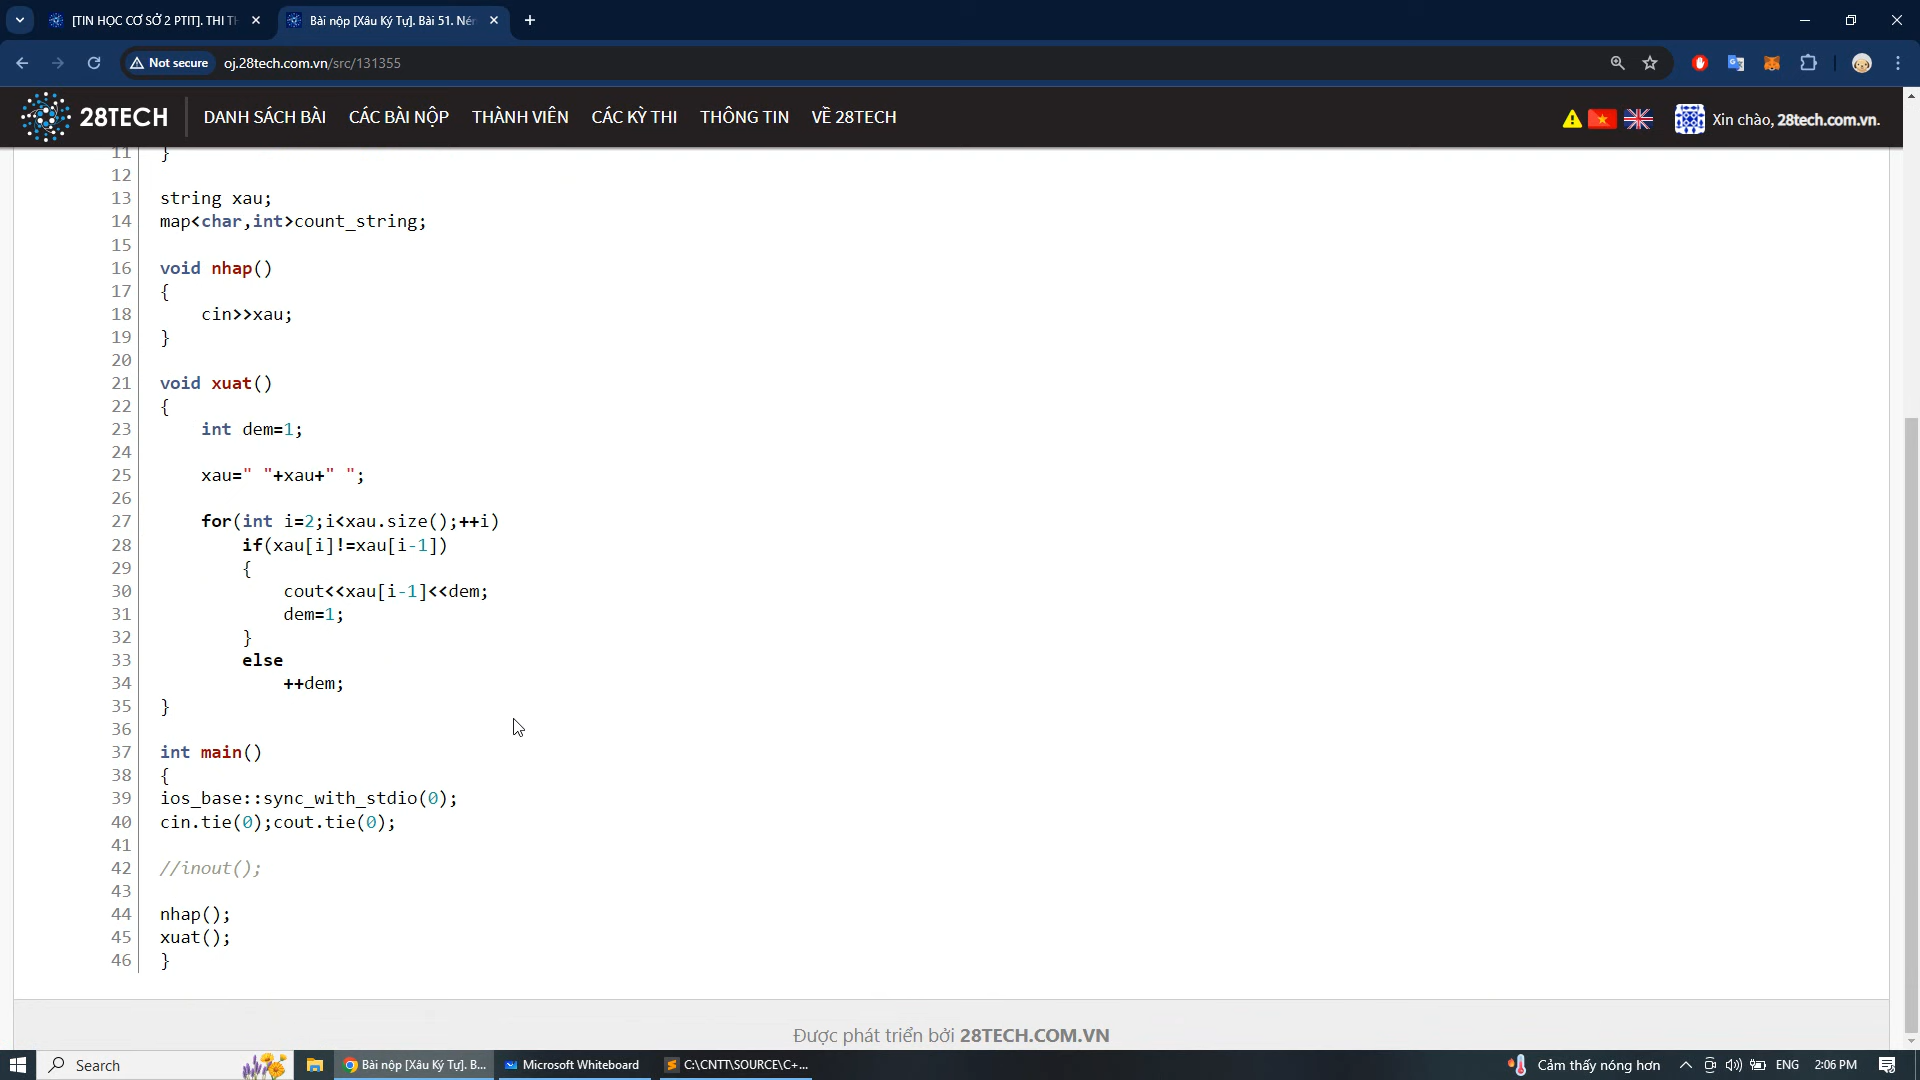 [TIN HỌC CƠ SỞ 2 PTIT]. THI TH
Bài nộp [Xâu Ký Tự]. Bài 51. Nén
Not secure
oj.28tech.com.vn/src/131355
28TECH
DANH SÁCH BÀI
CÁC BÀI NỘP
THÀNH VIÊN
CÁC KỲ THI
THÔNG TIN
VỀ 28TECH
Xin chào, 28tech.com.vn.
11 }
12
13 string xau;
14 map<char,int>count_string;
15
16 void nhap()
17 {
18     cin>>xau;
19 }
20
21 void xuat()
22 {
23     int dem=1;
24
25     xau=" "+xau+" ";
26
27     for(int i=2;i<xau.size();++i)
28         if(xau[i]!=xau[i-1])
29         {
30             cout<<xau[i-1]<<dem;
31             dem=1;
32         }
33         else
34             ++dem;
35 }
36
37 int main()
38 {
39 ios_base::sync_with_stdio(0);
40 cin.tie(0);cout.tie(0);
41
42 //inout();
43
44 nhap();
45 xuat();
46 }
Được phát triển bởi 28TECH.COM.VN
Search
Bài nộp [Xâu Ký Tự]. B...
Microsoft Whiteboard
C:\CNTT\SOURCE\C+...
Cảm thấy nóng hơn
ENG
2:06 PM